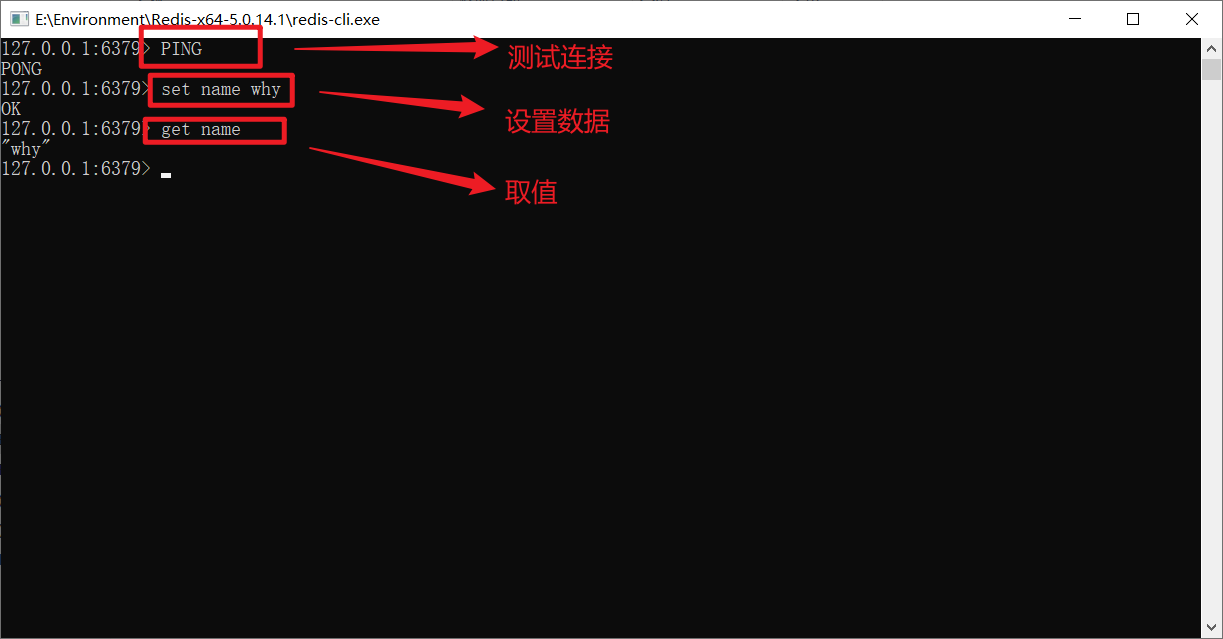 E:\Environment\Redis-x64-5.0.14.1\redis-cli.exe
127.0.0.1:6379> PING
测试连接
PONG
127.0.0.1:6379> set name why
设置数据
OK
127.0.0.1:6379> get name
"why"
127.0.0.1:6379>
取值